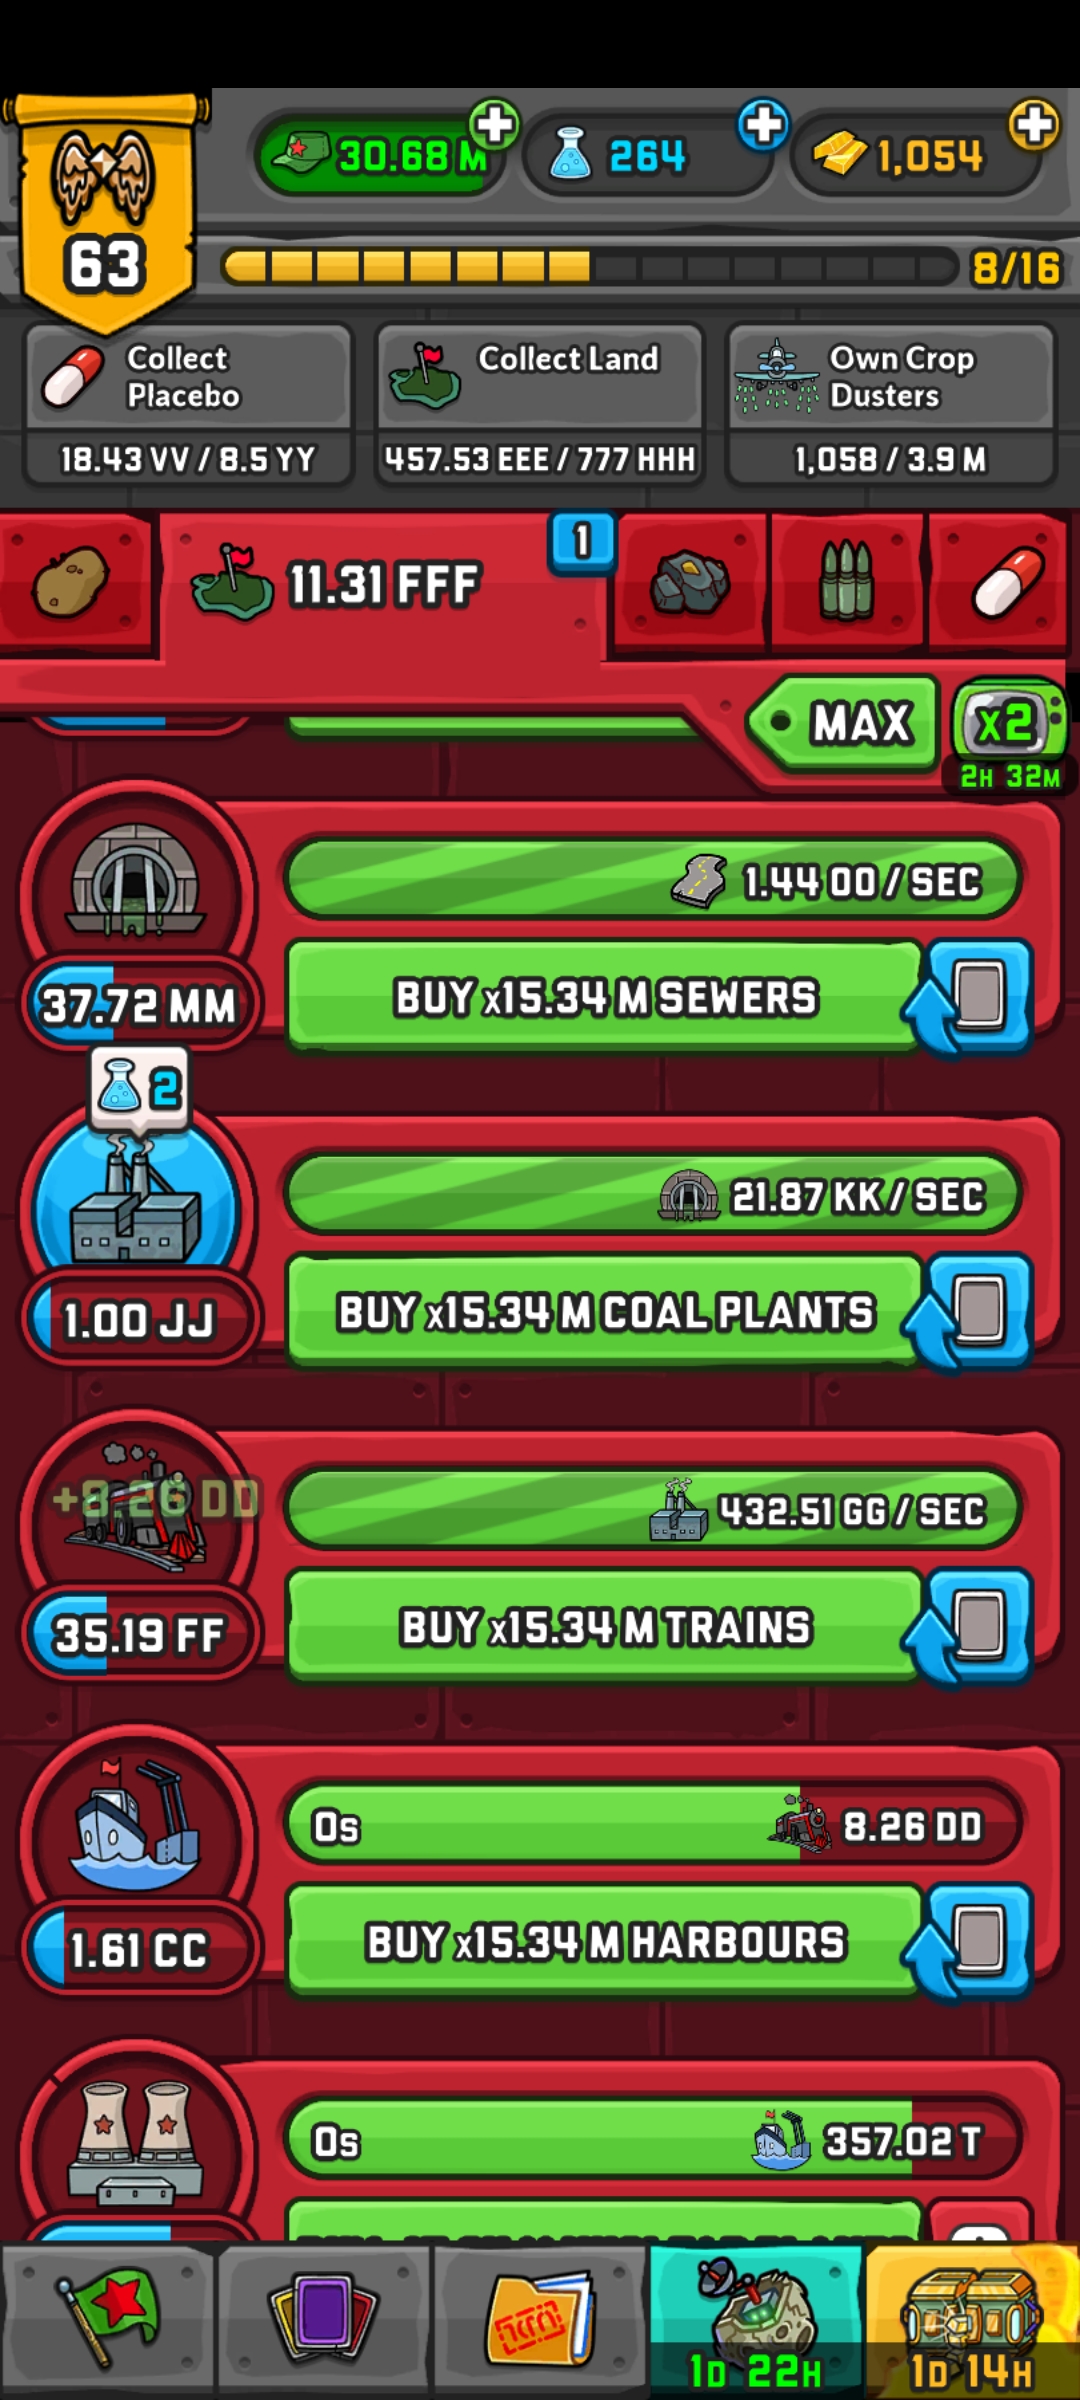 30.68 M
264
1,054
63
8/16
Collect
Placebo
18.43 VV / 8.5 YY
Collect Land
457.53 EEE / 777 HHH
Own Crop
Dusters
1,058 / 3.9 M
11.31 FFF
1
MAX
x2
2H 32M
1.44 OO / SEC
37.72 MM
BUY x15.34 M SEWERS
2
21.87 KK / SEC
1.00 JJ
BUY x15.34 M COAL PLANTS
+8.26 DD
432.51 GG / SEC
35.19 FF
BUY x15.34 M TRAINS
0s
8.26 DD
1.61 CC
BUY x15.34 M HARBOURS
0s
357.02 T
1D 22H
1D 14H